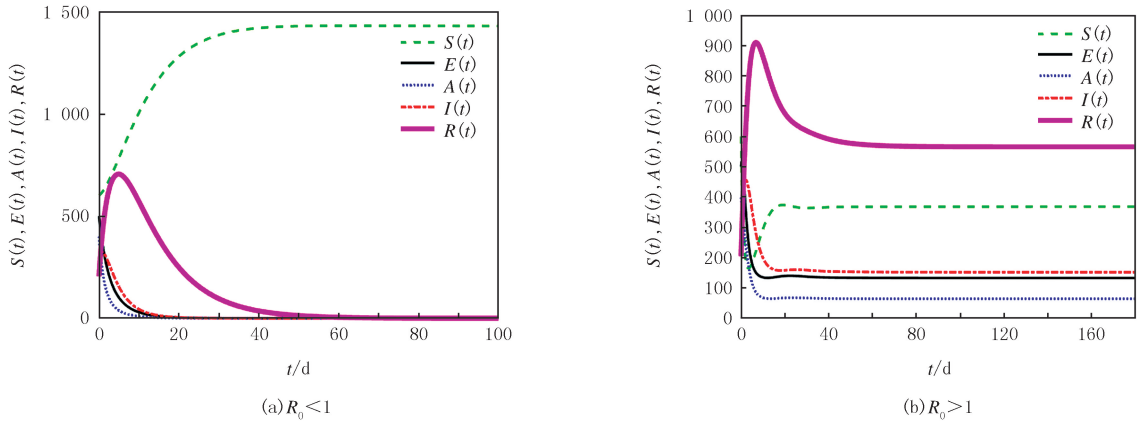 1 500
1 000
500
0
0 20 40 60 80 100
S(t), E(t), A(t), I(t), R(t)
S(t)
E(t)
A(t)
I(t)
R(t)
t/d
(a) R₀<1
1 000
900
800
700
600
500
400
300
200
100
0
0 40 80 120 160
S(t), E(t), A(t), I(t), R(t)
S(t)
E(t)
A(t)
I(t)
R(t)
t/d
(b) R₀>1